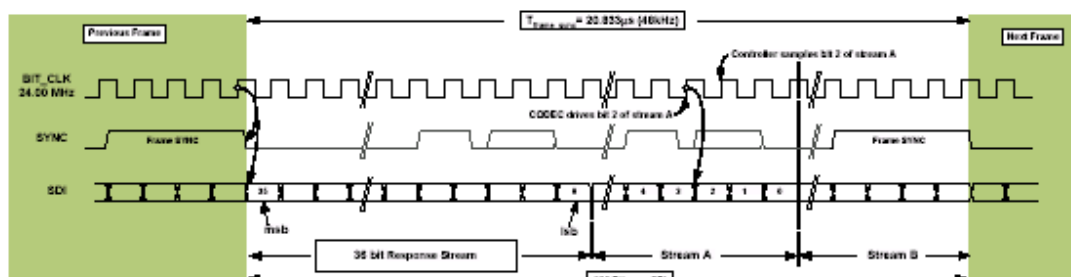 T_frame_sync = 20.833µs (48kHz)
Previous Frame
Next Frame
Controller samples bit 2 of stream A
BIT_CLK
24.00 MHz
CODEC drives bit 2 of stream A
SYNC
Frame SYNC
Frame SYNC
SDI
35
4 3 2 1 0
msb
lsb
36 bit Response Stream
Stream A
Stream B